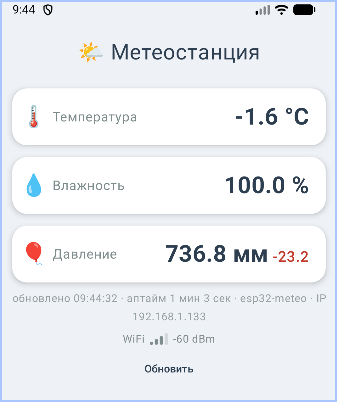 9:44
Метеостанция
Температура -1.6 °C
Влажность 100.0 %
Давление 736.8 мм -23.2
обновлено 09:44:32 · аптайм 1 мин 3 сек · esp32-meteo · IP
192.168.1.133
WiFi -60 dBm
Обновить